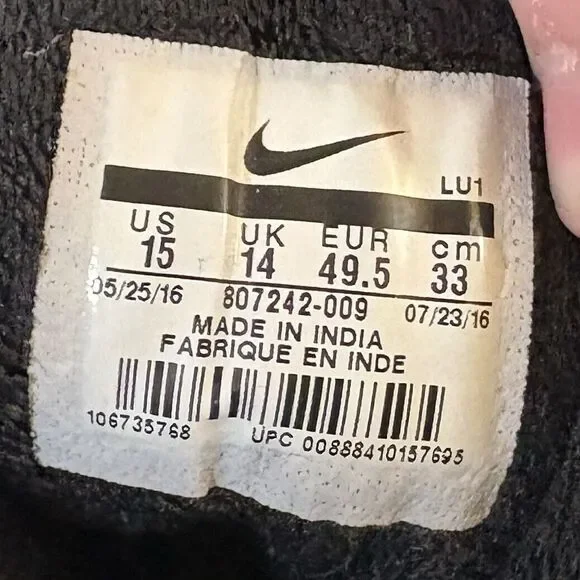 LU1
US UK EUR cm
15 14 49.5 33
05/25/16 807242-009 07/23/16
MADE IN INDIA
FABRIQUE EN INDE
106735768 UPC 00888410157695